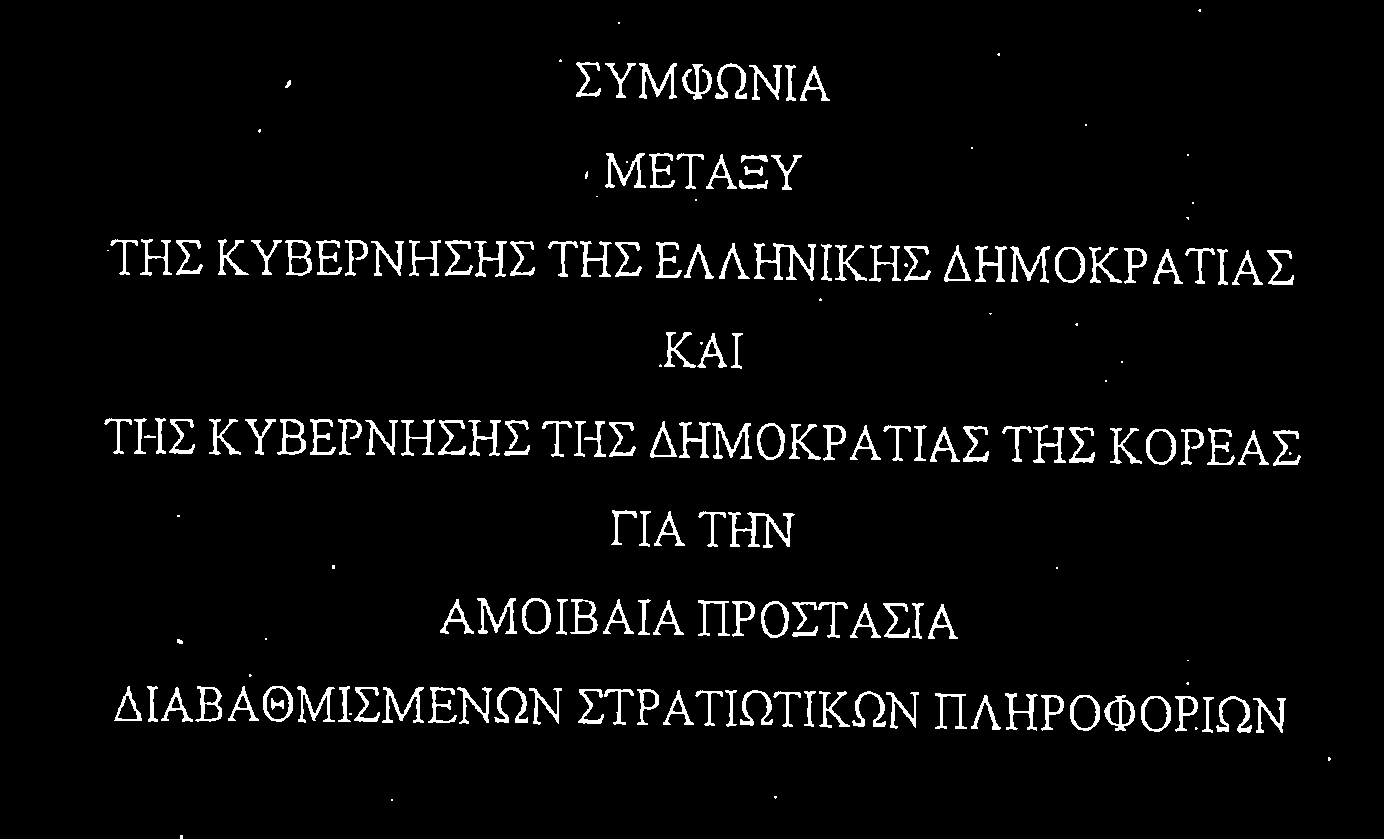 ΣΥΜΦΩΝΙΑ
ΜΕΤΑΞΥ
ΤΗΣ ΚΥΒΕΡΝΗΣΗΣ ΤΗΣ ΕΛΛΗΝΙΚΗΣ ΔΗΜΟΚΡΑΤΙΑΣ
ΚΑΙ
ΤΗΣ ΚΥΒΕΡΝΗΣΗΣ ΤΗΣ ΔΗΜΟΚΡΑΤΙΑΣ ΤΗΣ ΚΟΡΕΑΣ
ΓΙΑ ΤΗΝ
ΑΜΟΙΒΑΙΑ ΠΡΟΣΤΑΣΙΑ
ΔΙΑΒΑΘΜΙΣΜΕΝΩΝ ΣΤΡΑΤΙΩΤΙΚΩΝ ΠΛΗΡΟΦΟΡΙΩΝ